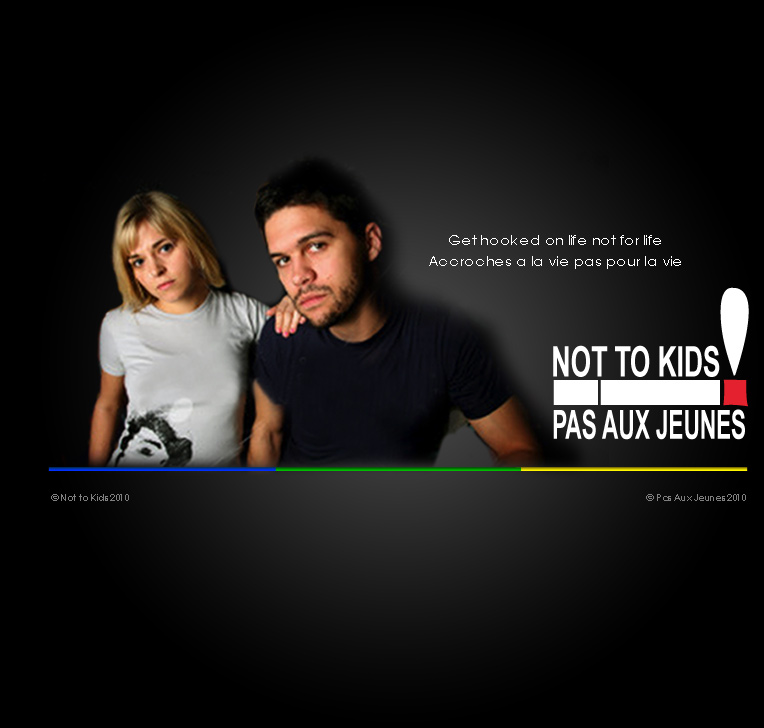 Get hooked on life not for life
Accroches a la vie pas pour la vie
NOT TO KIDS!
PAS AUX JEUNES
© Not to Kids 2010
© Pas Aux Jeunes 2010